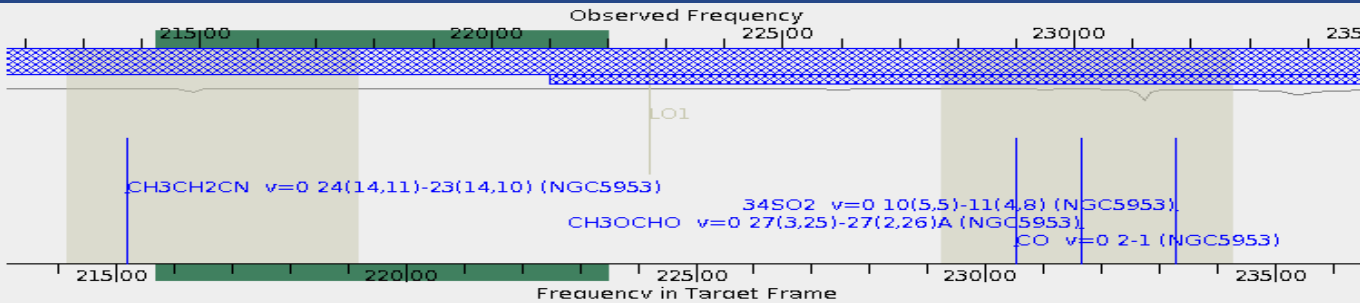 Observed Frequency
215|00 220|00 225|00 230|00 235
LO1
CH3CH2CN v=0 24(14,11)-23(14,10) (NGC5953)
34SO2 v=0 10(5,5)-11(4,8) (NGC5953)
CH3OCHO v=0 27(3,25)-27(2,26)A (NGC5953)
CO v=0 2-1 (NGC5953)
215|00 220|00 225|00 230|00 235|00
Frequency in Target Frame